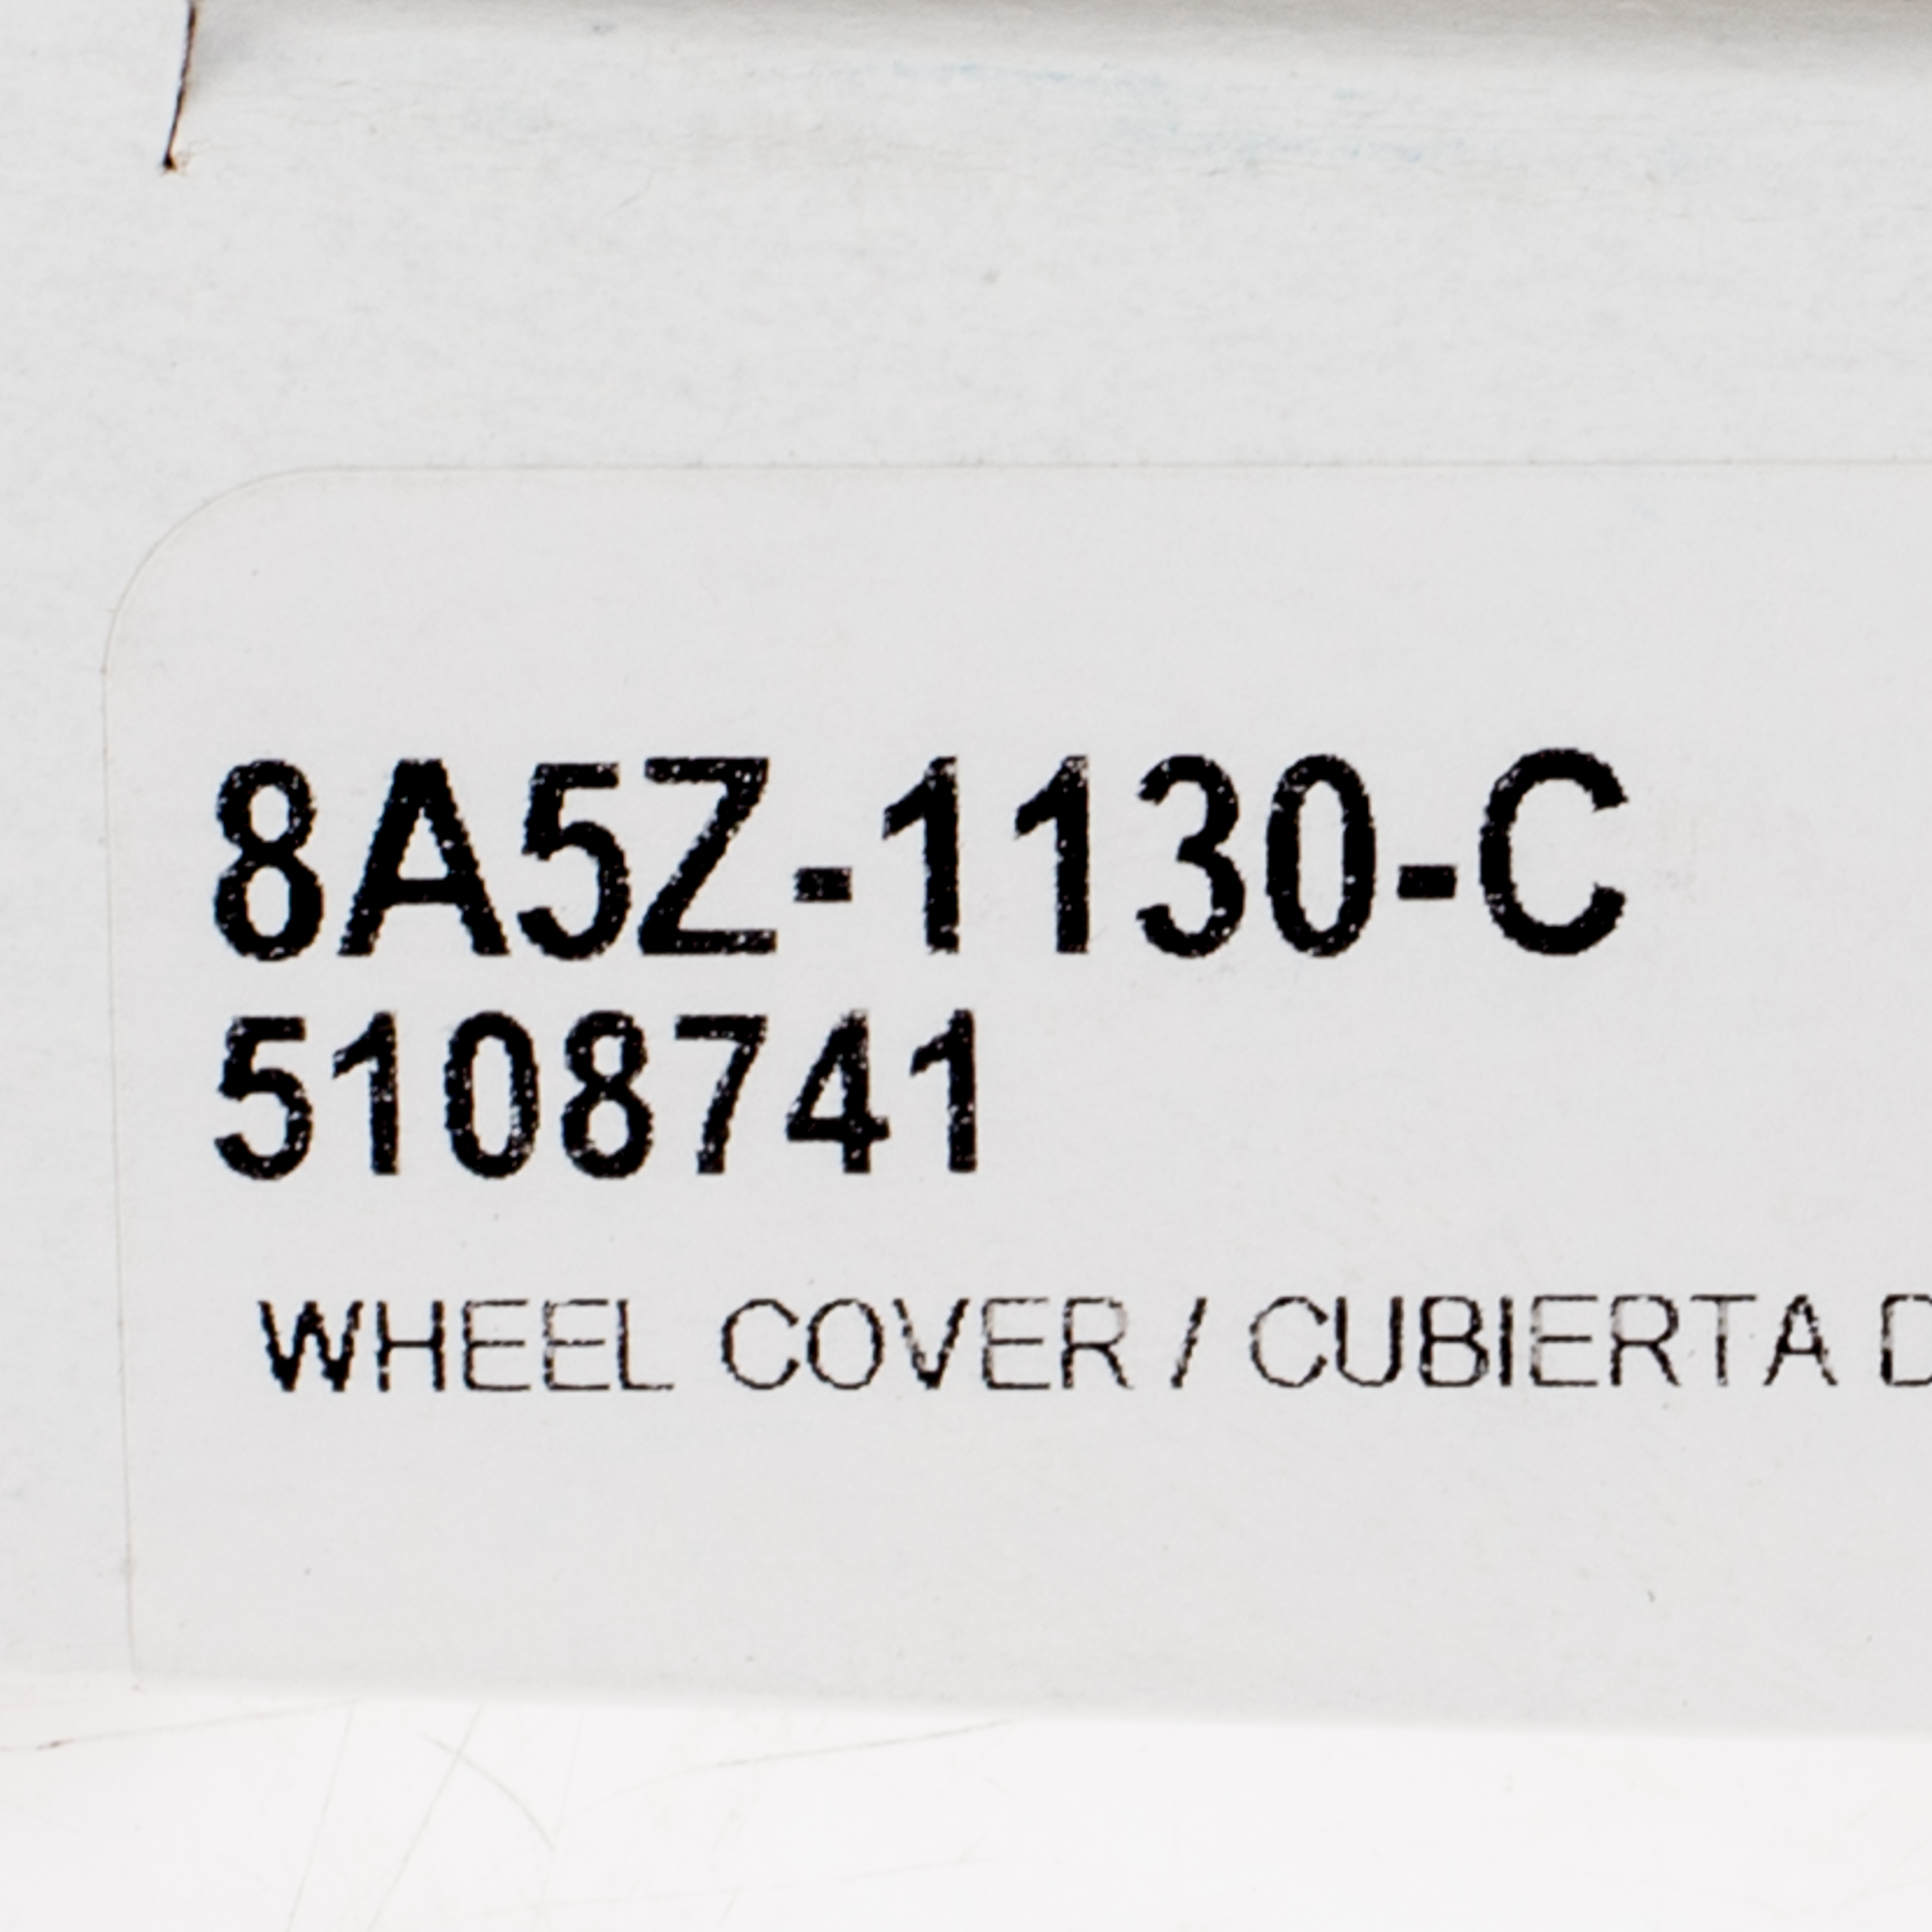 8A5Z-1130-C
5108741
WHEEL COVER / CUBIERTA D